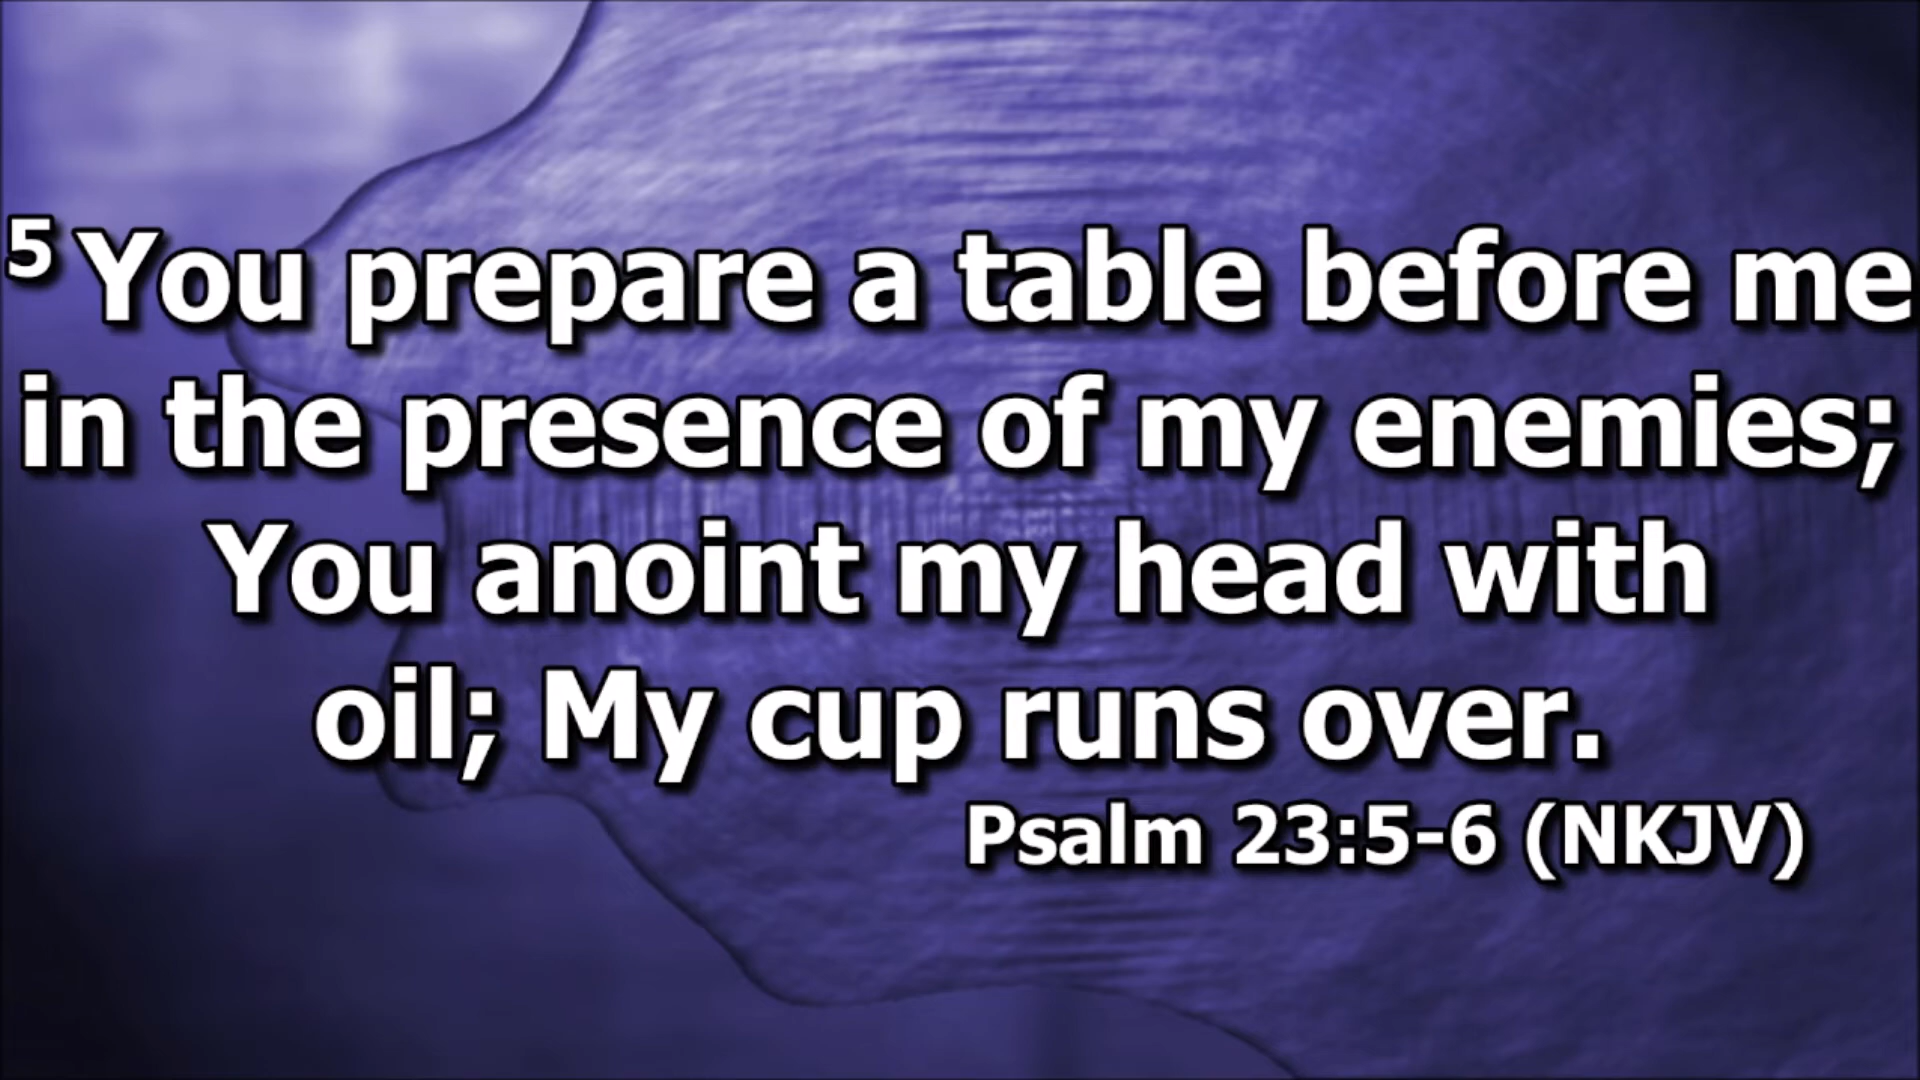 5 You prepare a table before me
in the presence of my enemies;
You anoint my head with
oil; My cup runs over.
Psalm 23:5-6 (NKJV)